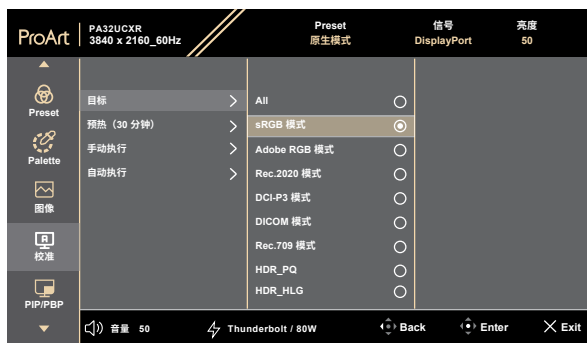 ProArt
PA32UCXR
3840 x 2160_60Hz
Preset
原生模式
信号
DisplayPort
亮度
50
Preset
Palette
图像
校准
PIP/PBP
目标
预热（30 分钟）
手动执行
自动执行
All
sRGB 模式
Adobe RGB 模式
Rec.2020 模式
DCI-P3 模式
DICOM 模式
Rec.709 模式
HDR_PQ
HDR_HLG
音量 50
Thunderbolt / 80W
Back
Enter
Exit